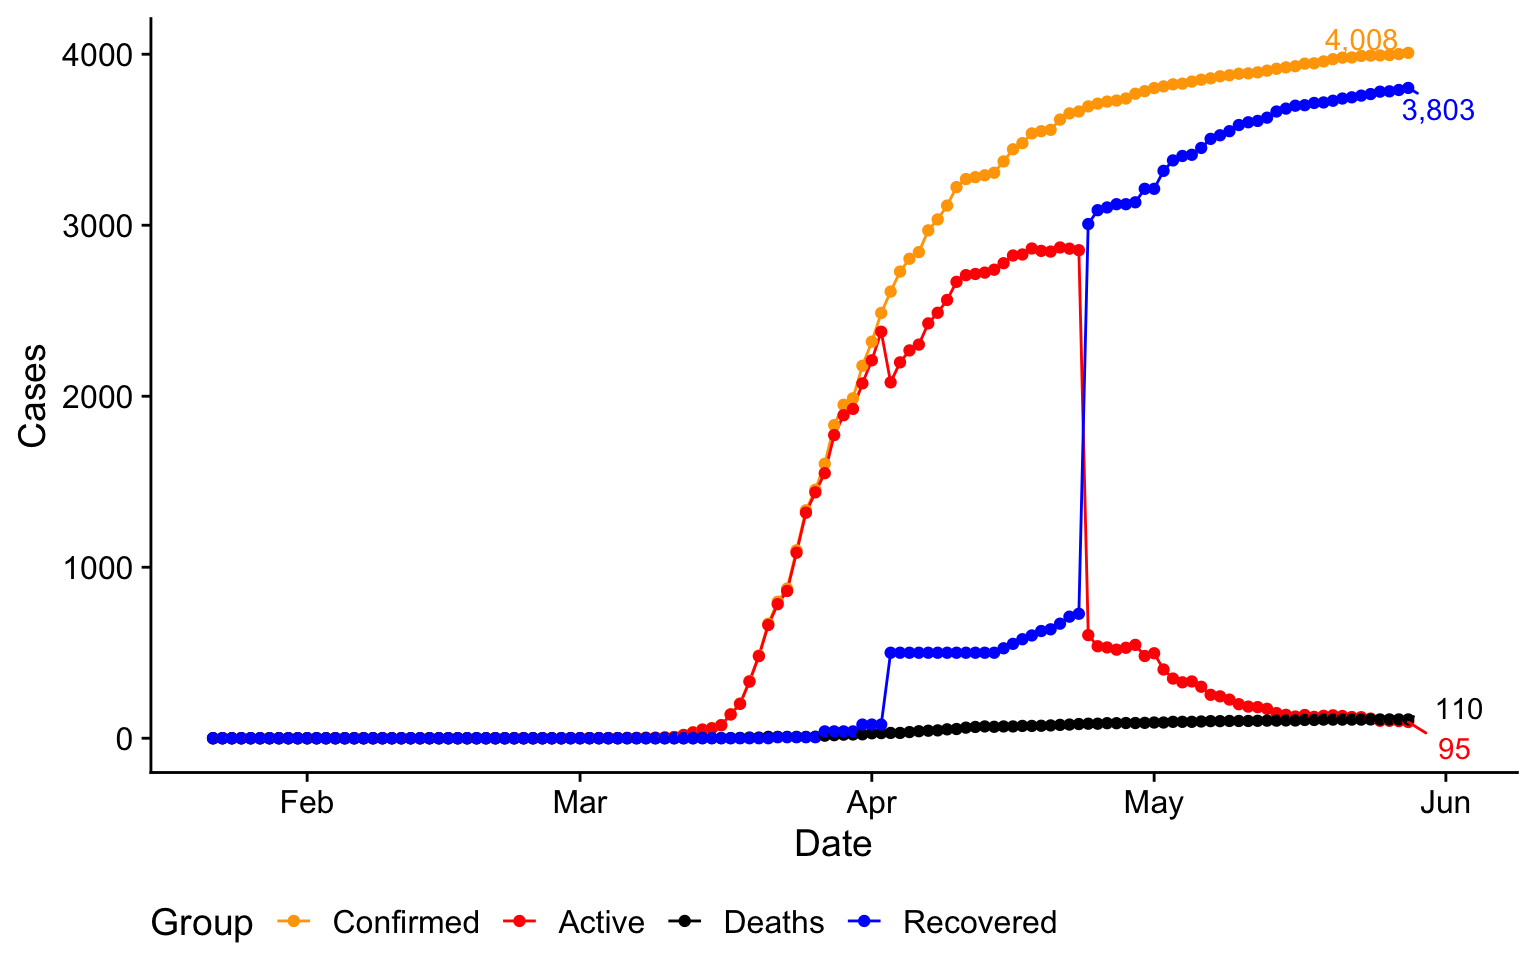 4000
3000
2000
1000
0
Cases
4,008
3,803
110
95
Feb Mar Apr May Jun
Date
Group Confirmed Active Deaths Recovered